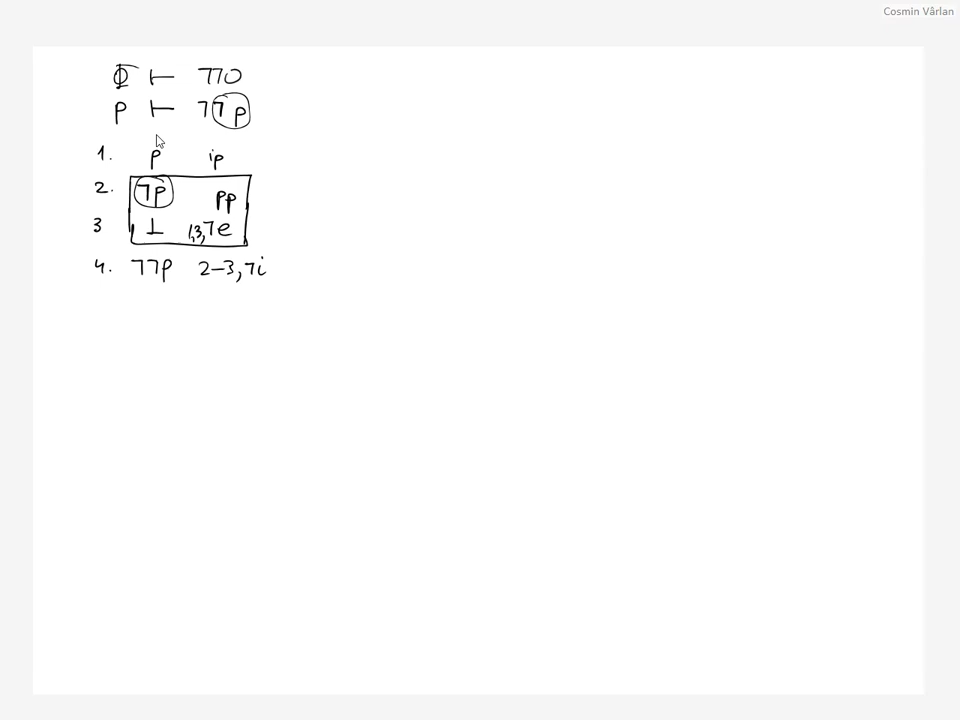 Cosmin Vârlan
Φ ⊢ ¬¬O
p ⊢ ¬¬p
1. p ip
2. ¬p pp
3 ⊥ 1,3,¬e
4. ¬¬p 2-3,¬i